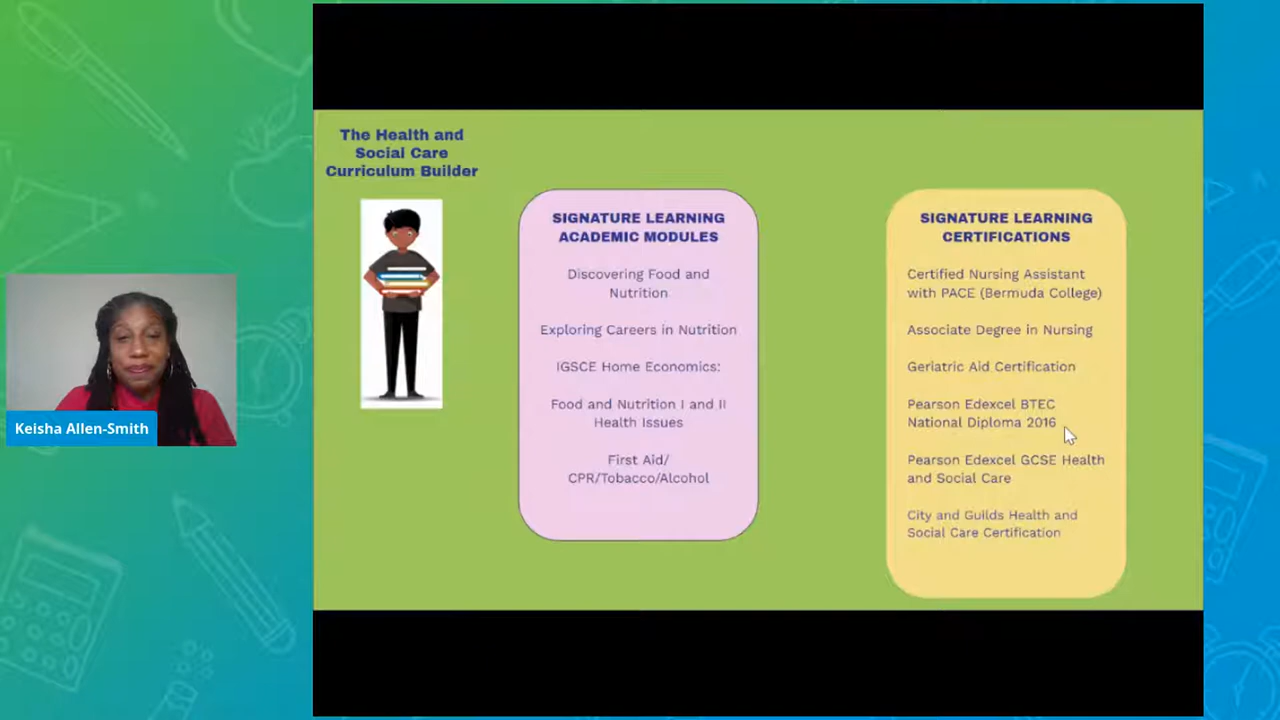 The Health and
Social Care
Curriculum Builder
SIGNATURE LEARNING
ACADEMIC MODULES
Discovering Food and
Nutrition
Exploring Careers in Nutrition
IGSCE Home Economics:
Food and Nutrition I and II
Health Issues
First Aid/
CPR/Tobacco/Alcohol
SIGNATURE LEARNING
CERTIFICATIONS
Certified Nursing Assistant
with PACE (Bermuda College)
Associate Degree in Nursing
Geriatric Aid Certification
Pearson Edexcel BTEC
National Diploma 2016
Pearson Edexcel GCSE Health
and Social Care
City and Guilds Health and
Social Care Certification
Keisha Allen-Smith